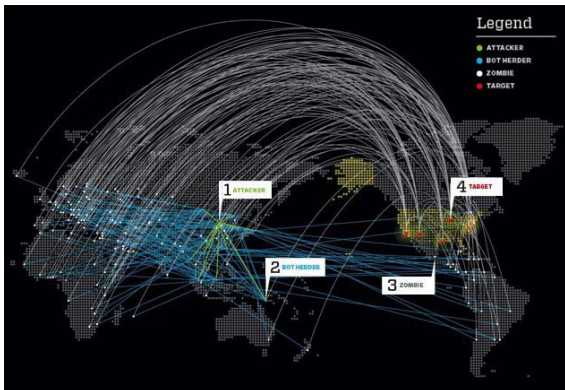 Legend
ATTACKER
BOT HERDER
ZOMBIE
TARGET
1 ATTACKER
4 TARGET
2 BOT HERDER
3 ZOMBIE